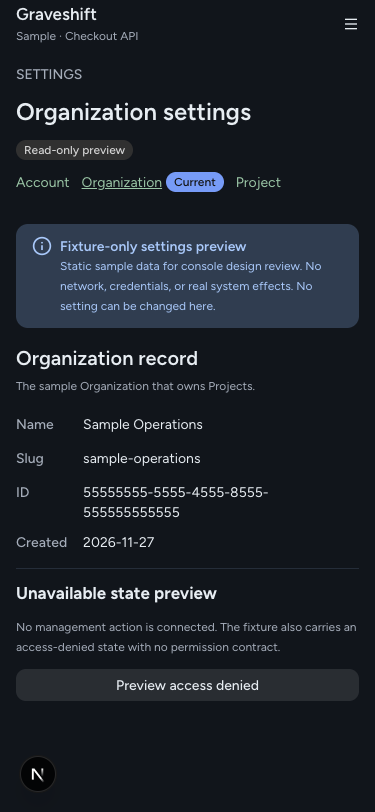 Graveshift
Sample · Checkout API
SETTINGS
Organization settings
Read-only preview
Account Organization Current Project
Fixture-only settings preview
Static sample data for console design review. No
network, credentials, or real system effects. No
setting can be changed here.
Organization record
The sample Organization that owns Projects.
Name Sample Operations
Slug sample-operations
ID 55555555-5555-4555-8555-
555555555555
Created 2026-11-27
Unavailable state preview
No management action is connected. The fixture also carries an
access-denied state with no permission contract.
Preview access denied
N